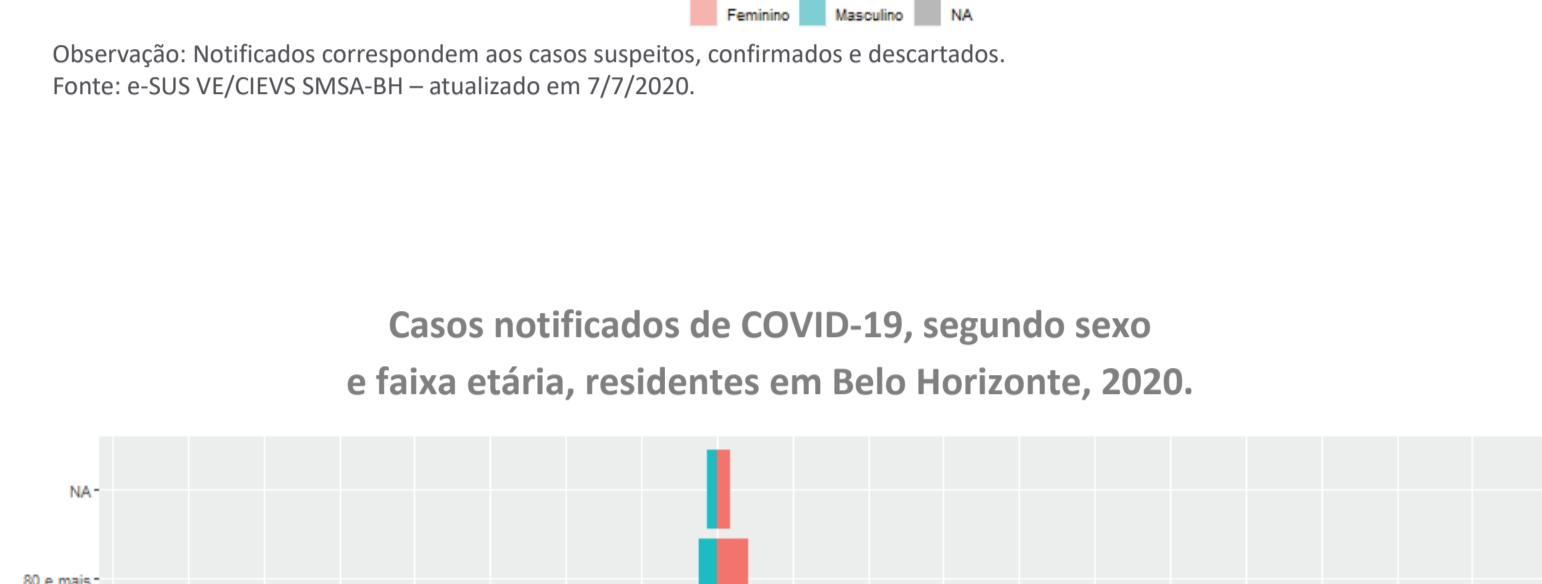 Feminino Masculino NA
Observação: Notificados correspondem aos casos suspeitos, confirmados e descartados.
Fonte: e-SUS VE/CIEVS SMSA-BH – atualizado em 7/7/2020.
Casos notificados de COVID-19, segundo sexo
e faixa etária, residentes em Belo Horizonte, 2020.
NA
80 e mais